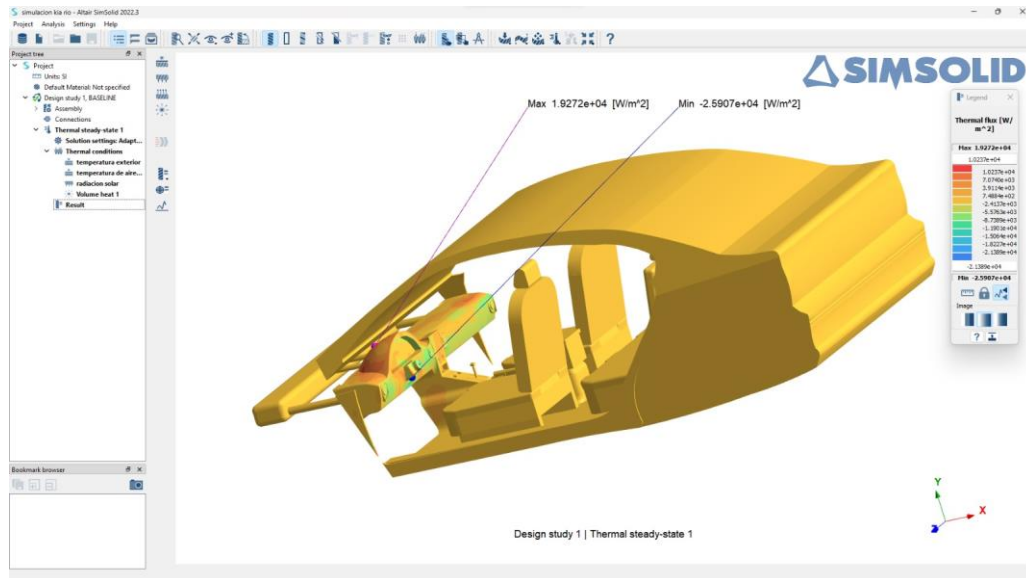 simulacion kia rio - Altair SimSolid 2022.3
Project Analysis Settings Help
Project tree
Project
Units: SI
Default Material: Not specified
Design study 1, BASELINE
Assembly
Connections
Thermal steady-state 1
Solution settings: Adapt...
Thermal conditions
temperatura exterior
temperatura de aire...
radiacion solar
Volume heat 1
Result
Bookmark browser
SIMSOLID
Max 1.9272e+04 [W/m^2]
Min -2.5907e+04 [W/m^2]
Legend
Thermal flux [W/
m^2]
Max 1.9272e+04
1.0237e+04
1.0237e+04
7.0740e+03
3.9114e+03
7.4884e+02
-2.4137e+03
-5.5763e+03
-8.7389e+03
-1.1901e+04
-1.5064e+04
-1.8227e+04
-2.1389e+04
-2.1389e+04
Min -2.5907e+04
Image
Y
X
Z
Design study 1 | Thermal steady-state 1